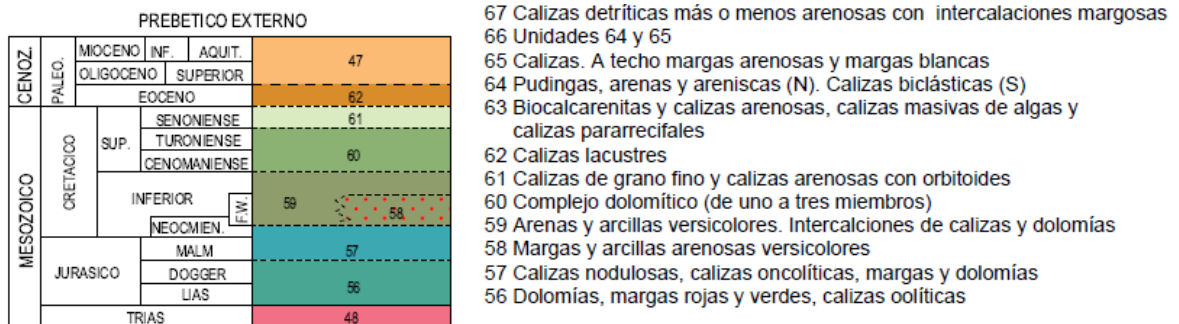 PREBETICO EXTERNO
CENOZ.
PALEO.
MIOCENO INF. AQUIT.
47
OLIGOCENO SUPERIOR
EOCENO
62
MESOZOICO
CRETACICO
SUP.
SENONIENSE
61
TURONIENSE
60
CENOMANIENSE
INFERIOR
F.W.
59
58
NEOCMIEN.
JURASICO
MALM
57
DOGGER
56
LIAS
TRIAS
48
67 Calizas detríticas más o menos arenosas con intercalaciones margosas
66 Unidades 64 y 65
65 Calizas. A techo margas arenosas y margas blancas
64 Pudingas, arenas y areniscas (N). Calizas biclásticas (S)
63 Biocalcarenitas y calizas arenosas, calizas masivas de algas y
calizas pararrecifales
62 Calizas lacustres
61 Calizas de grano fino y calizas arenosas con orbitoides
60 Complejo dolomítico (de uno a tres miembros)
59 Arenas y arcillas versicolores. Intercalciones de calizas y dolomías
58 Margas y arcillas arenosas versicolores
57 Calizas nodulosas, calizas oncolíticas, margas y dolomías
56 Dolomías, margas rojas y verdes, calizas oolíticas